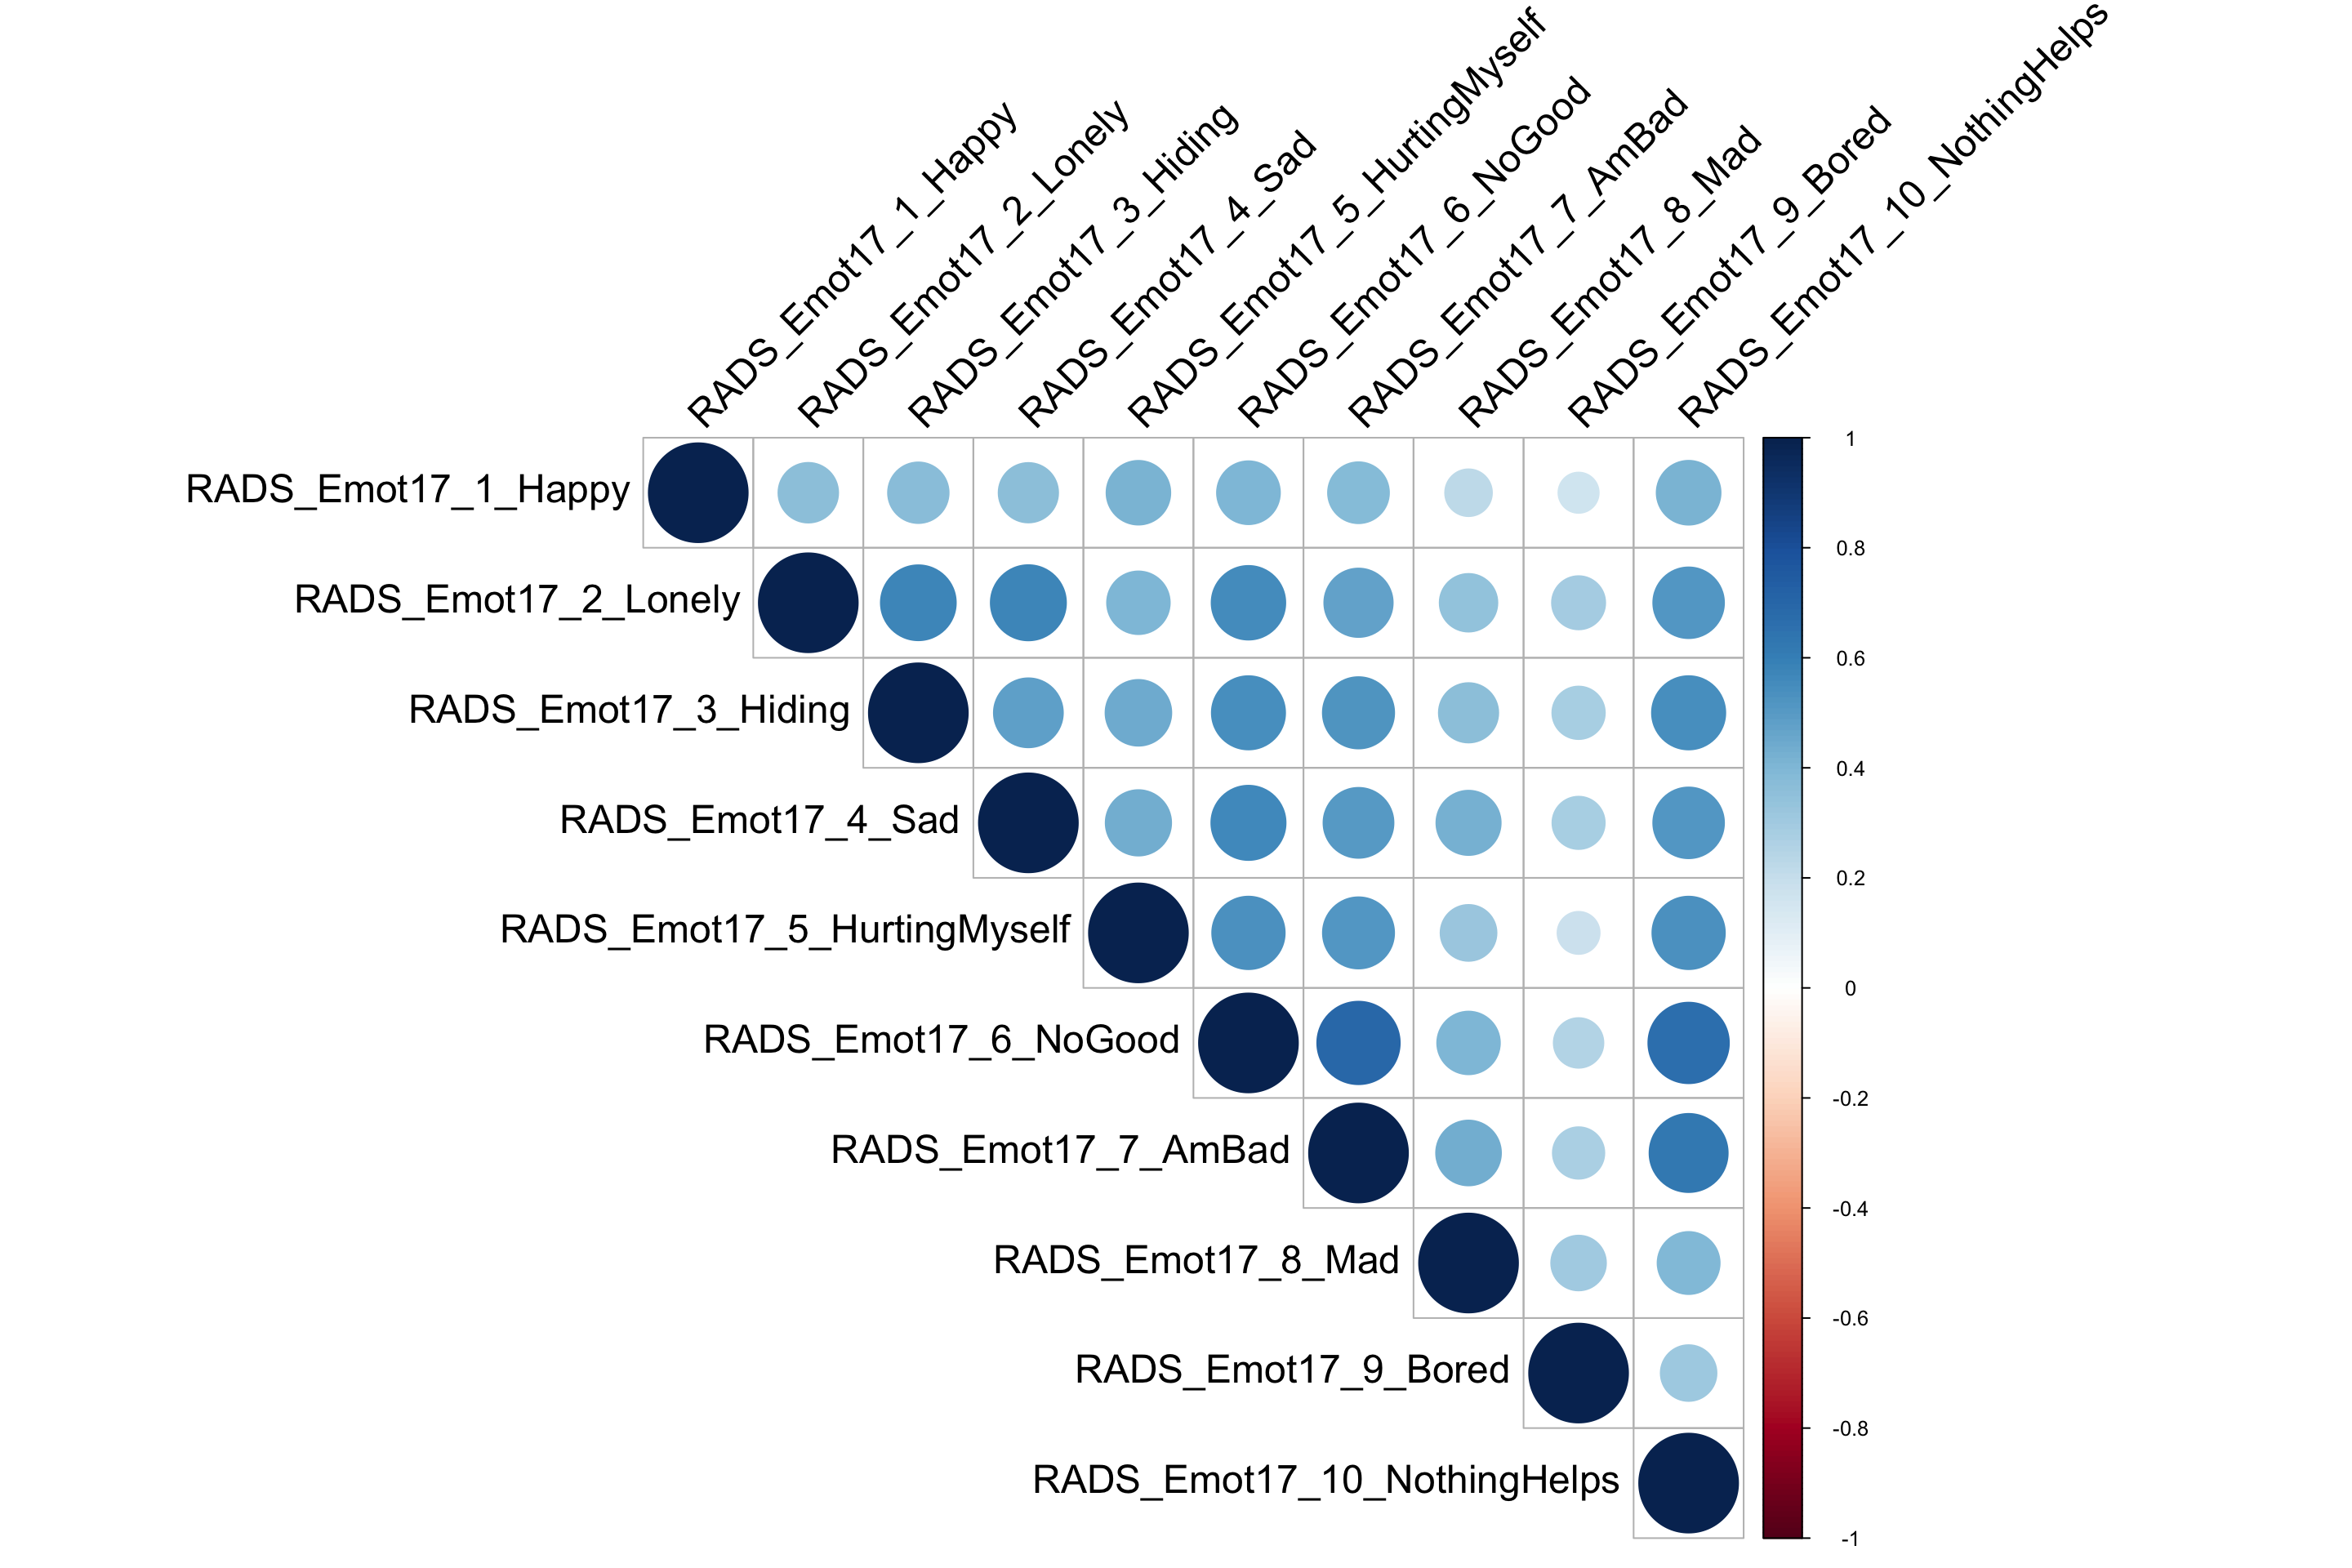 RADS_Emot17_1_Happy
RADS_Emot17_2_Lonely
RADS_Emot17_3_Hiding
RADS_Emot17_4_Sad
RADS_Emot17_5_HurtingMyself
RADS_Emot17_6_NoGood
RADS_Emot17_7_AmBad
RADS_Emot17_8_Mad
RADS_Emot17_9_Bored
RADS_Emot17_10_NothingHelps
RADS_Emot17_1_Happy
RADS_Emot17_2_Lonely
RADS_Emot17_3_Hiding
RADS_Emot17_4_Sad
RADS_Emot17_5_HurtingMyself
RADS_Emot17_6_NoGood
RADS_Emot17_7_AmBad
RADS_Emot17_8_Mad
RADS_Emot17_9_Bored
RADS_Emot17_10_NothingHelps
1
0.8
0.6
0.4
0.2
0
-0.2
-0.4
-0.6
-0.8
-1